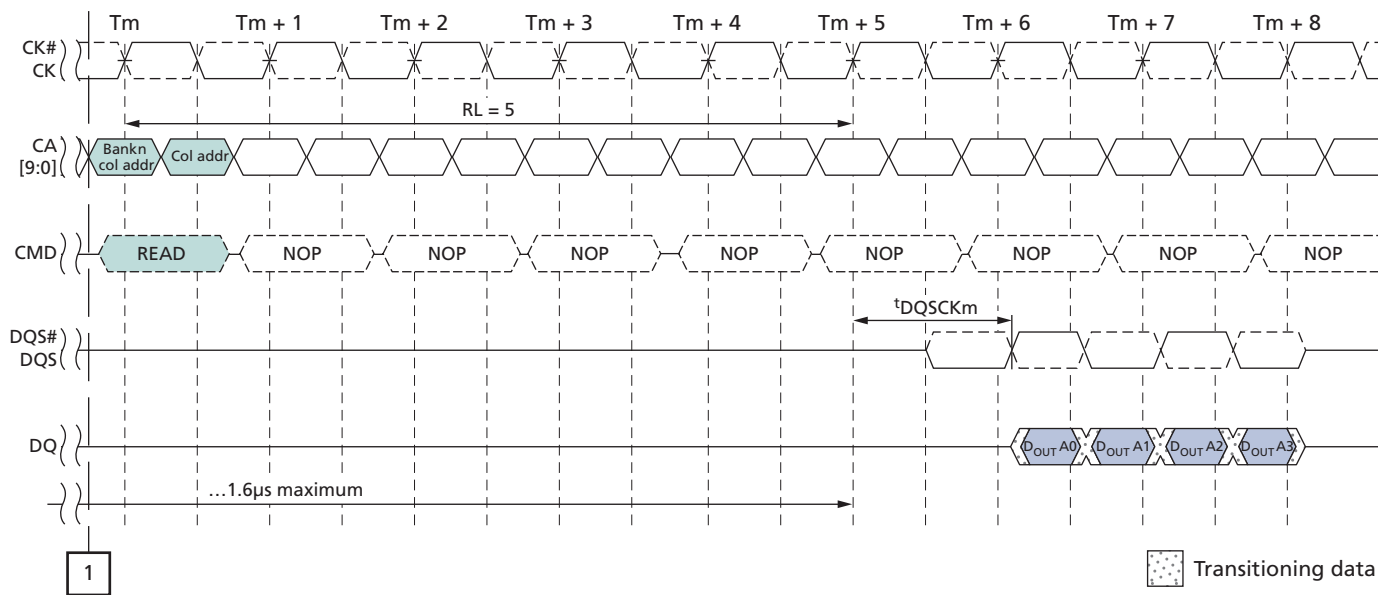 Tm Tm + 1 Tm + 2 Tm + 3 Tm + 4 Tm + 5 Tm + 6 Tm + 7 Tm + 8
CK#
CK
RL = 5
CA
[9:0]
Bankn
col addr
Col addr
CMD READ NOP NOP NOP NOP NOP NOP NOP NOP
tDQSCKm
DQS#
DQS
DQ DOUT A0 DOUT A1 DOUT A2 DOUT A3
…1.6µs maximum
1
Transitioning data